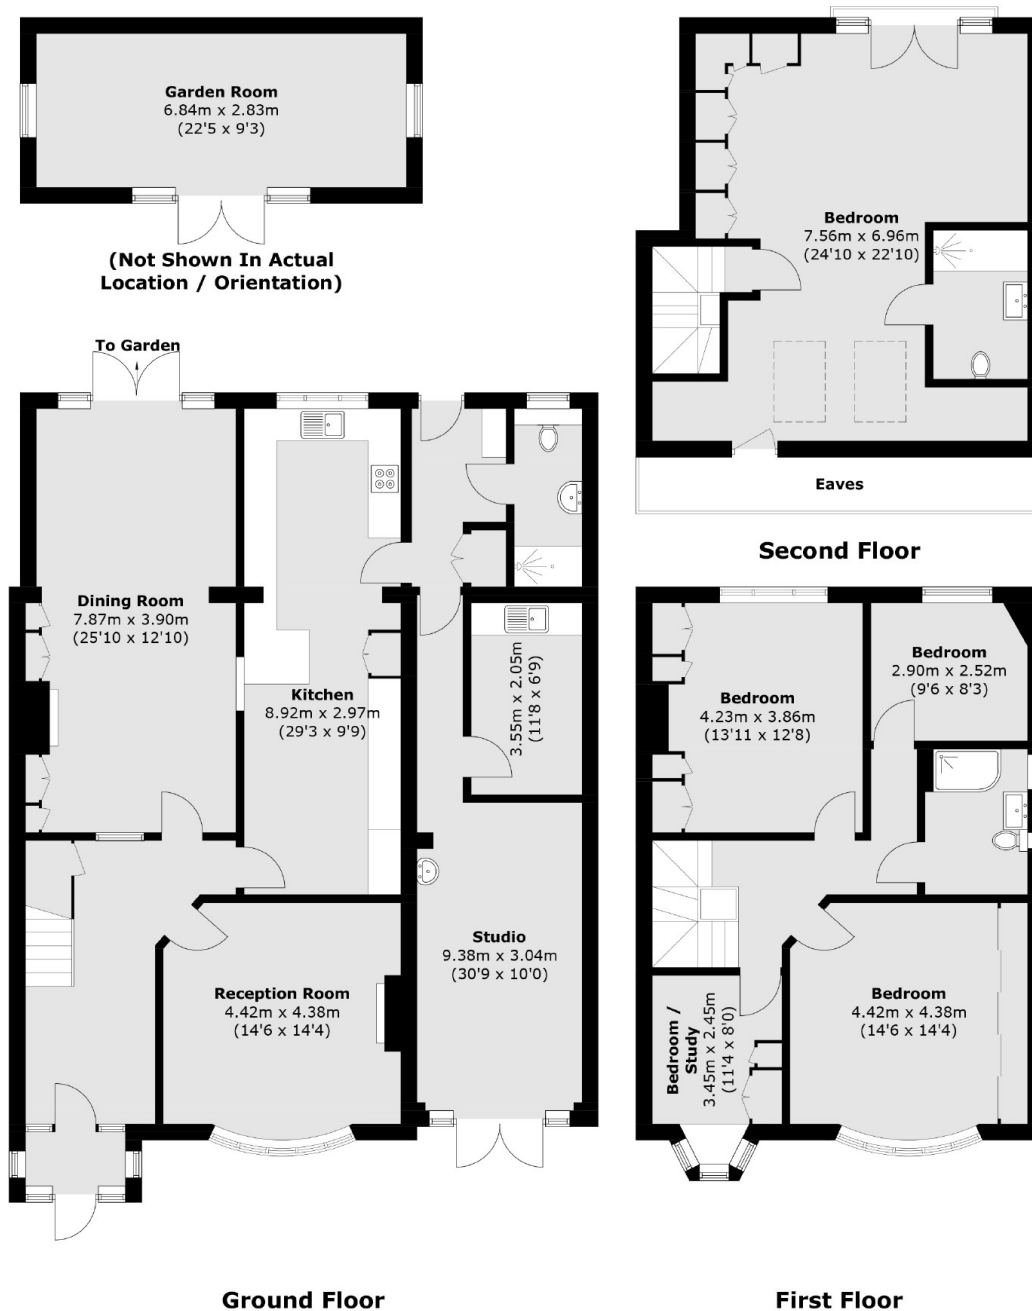 Garden Room
6.84m x 2.83m
(22'5 x 9'3)
(Not Shown In Actual
Location / Orientation)
Bedroom
7.56m x 6.96m
(24'10 x 22'10)
Eaves
Second Floor
To Garden
Dining Room
7.87m x 3.90m
(25'10 x 12'10)
Kitchen
8.92m x 2.97m
(29'3 x 9'9)
3.55m x 2.05m
(11'8 x 6'9)
Studio
9.38m x 3.04m
(30'9 x 10'0)
Reception Room
4.42m x 4.38m
(14'6 x 14'4)
Ground Floor
Bedroom
4.23m x 3.86m
(13'11 x 12'8)
Bedroom
2.90m x 2.52m
(9'6 x 8'3)
Bedroom /
Study
3.45m x 2.45m
(11'4 x 8'0)
Bedroom
4.42m x 4.38m
(14'6 x 14'4)
First Floor